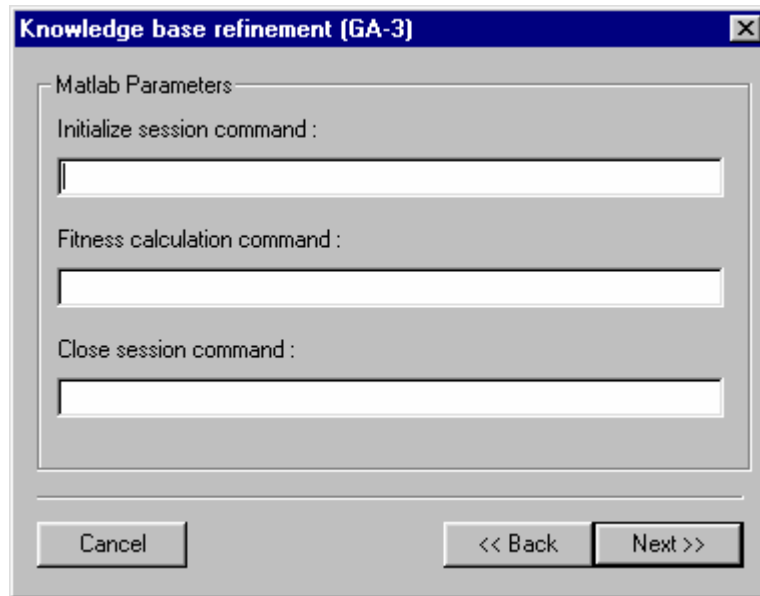 Knowledge base refinement (GA-3)
Matlab Parameters
Initialize session command :
Fitness calculation command :
Close session command :
Cancel
<< Back
Next >>